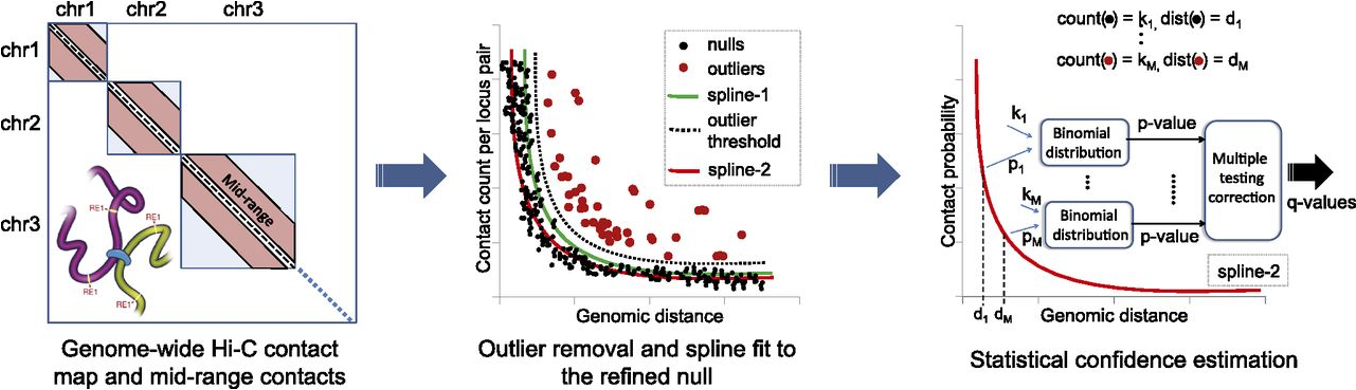 chr1 chr2 chr3
chr1
chr2
chr3
Mid-range
RE1
RE1
RE1
RE1
Genome-wide Hi-C contact
map and mid-range contacts
Contact count per locus pair
nulls
outliers
spline-1
outlier
threshold
spline-2
Genomic distance
Outlier removal and spline fit to
the refined null
count(●) = k1, dist(●) = d1
count(●) = kM, dist(●) = dM
Contact probability
k1
p1
Binomial
distribution
p-value
kM
pM
Binomial
distribution
p-value
Multiple
testing
correction
q-values
spline-2
d1 dM Genomic distance
Statistical confidence estimation